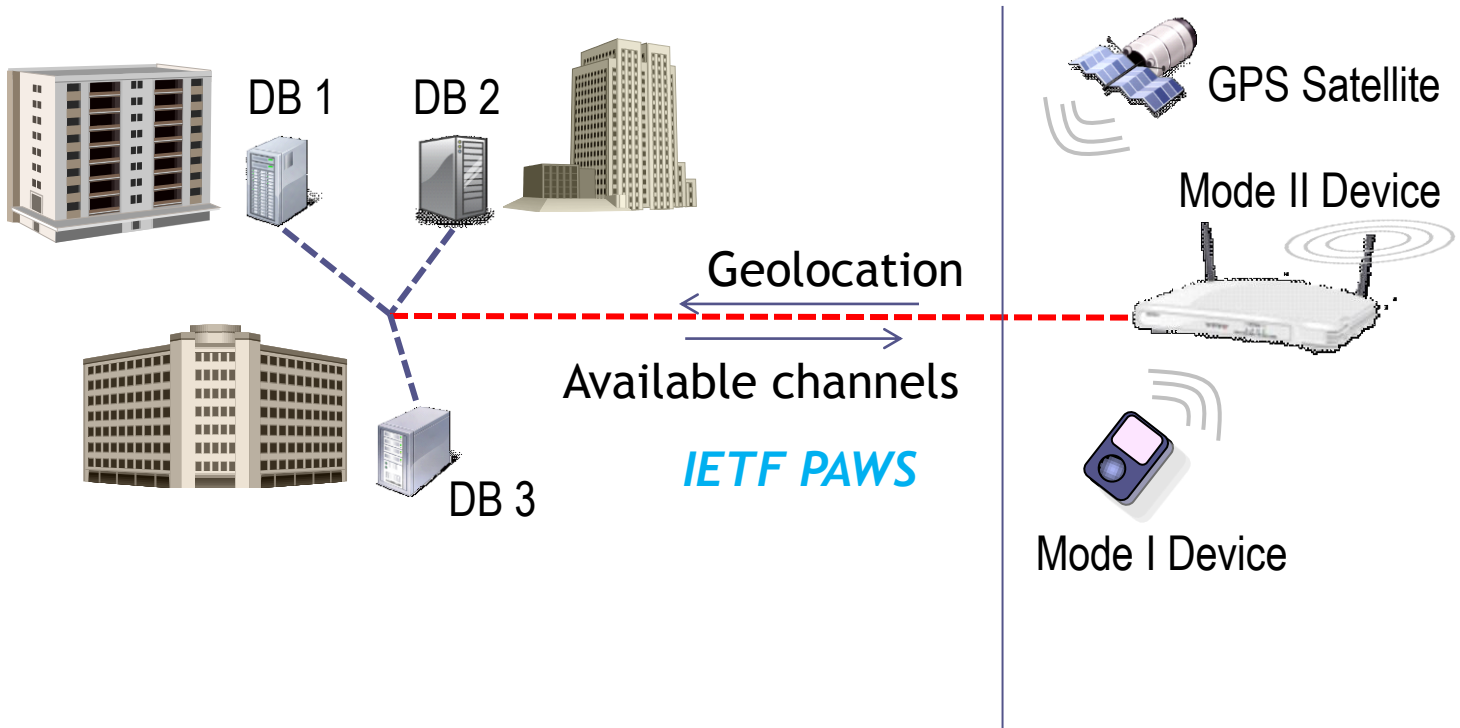 DB 1
DB 2
GPS Satellite
Mode II Device
Geolocation
Available channels
IETF PAWS
DB 3
Mode I Device